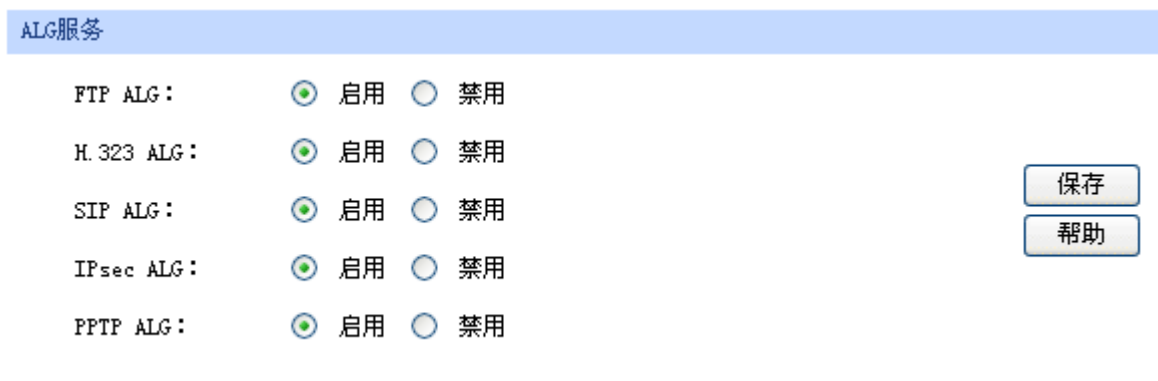 ALG服务
FTP ALG： 启用 禁用
H.323 ALG： 启用 禁用
SIP ALG： 启用 禁用
IPsec ALG： 启用 禁用
PPTP ALG： 启用 禁用
保存
帮助